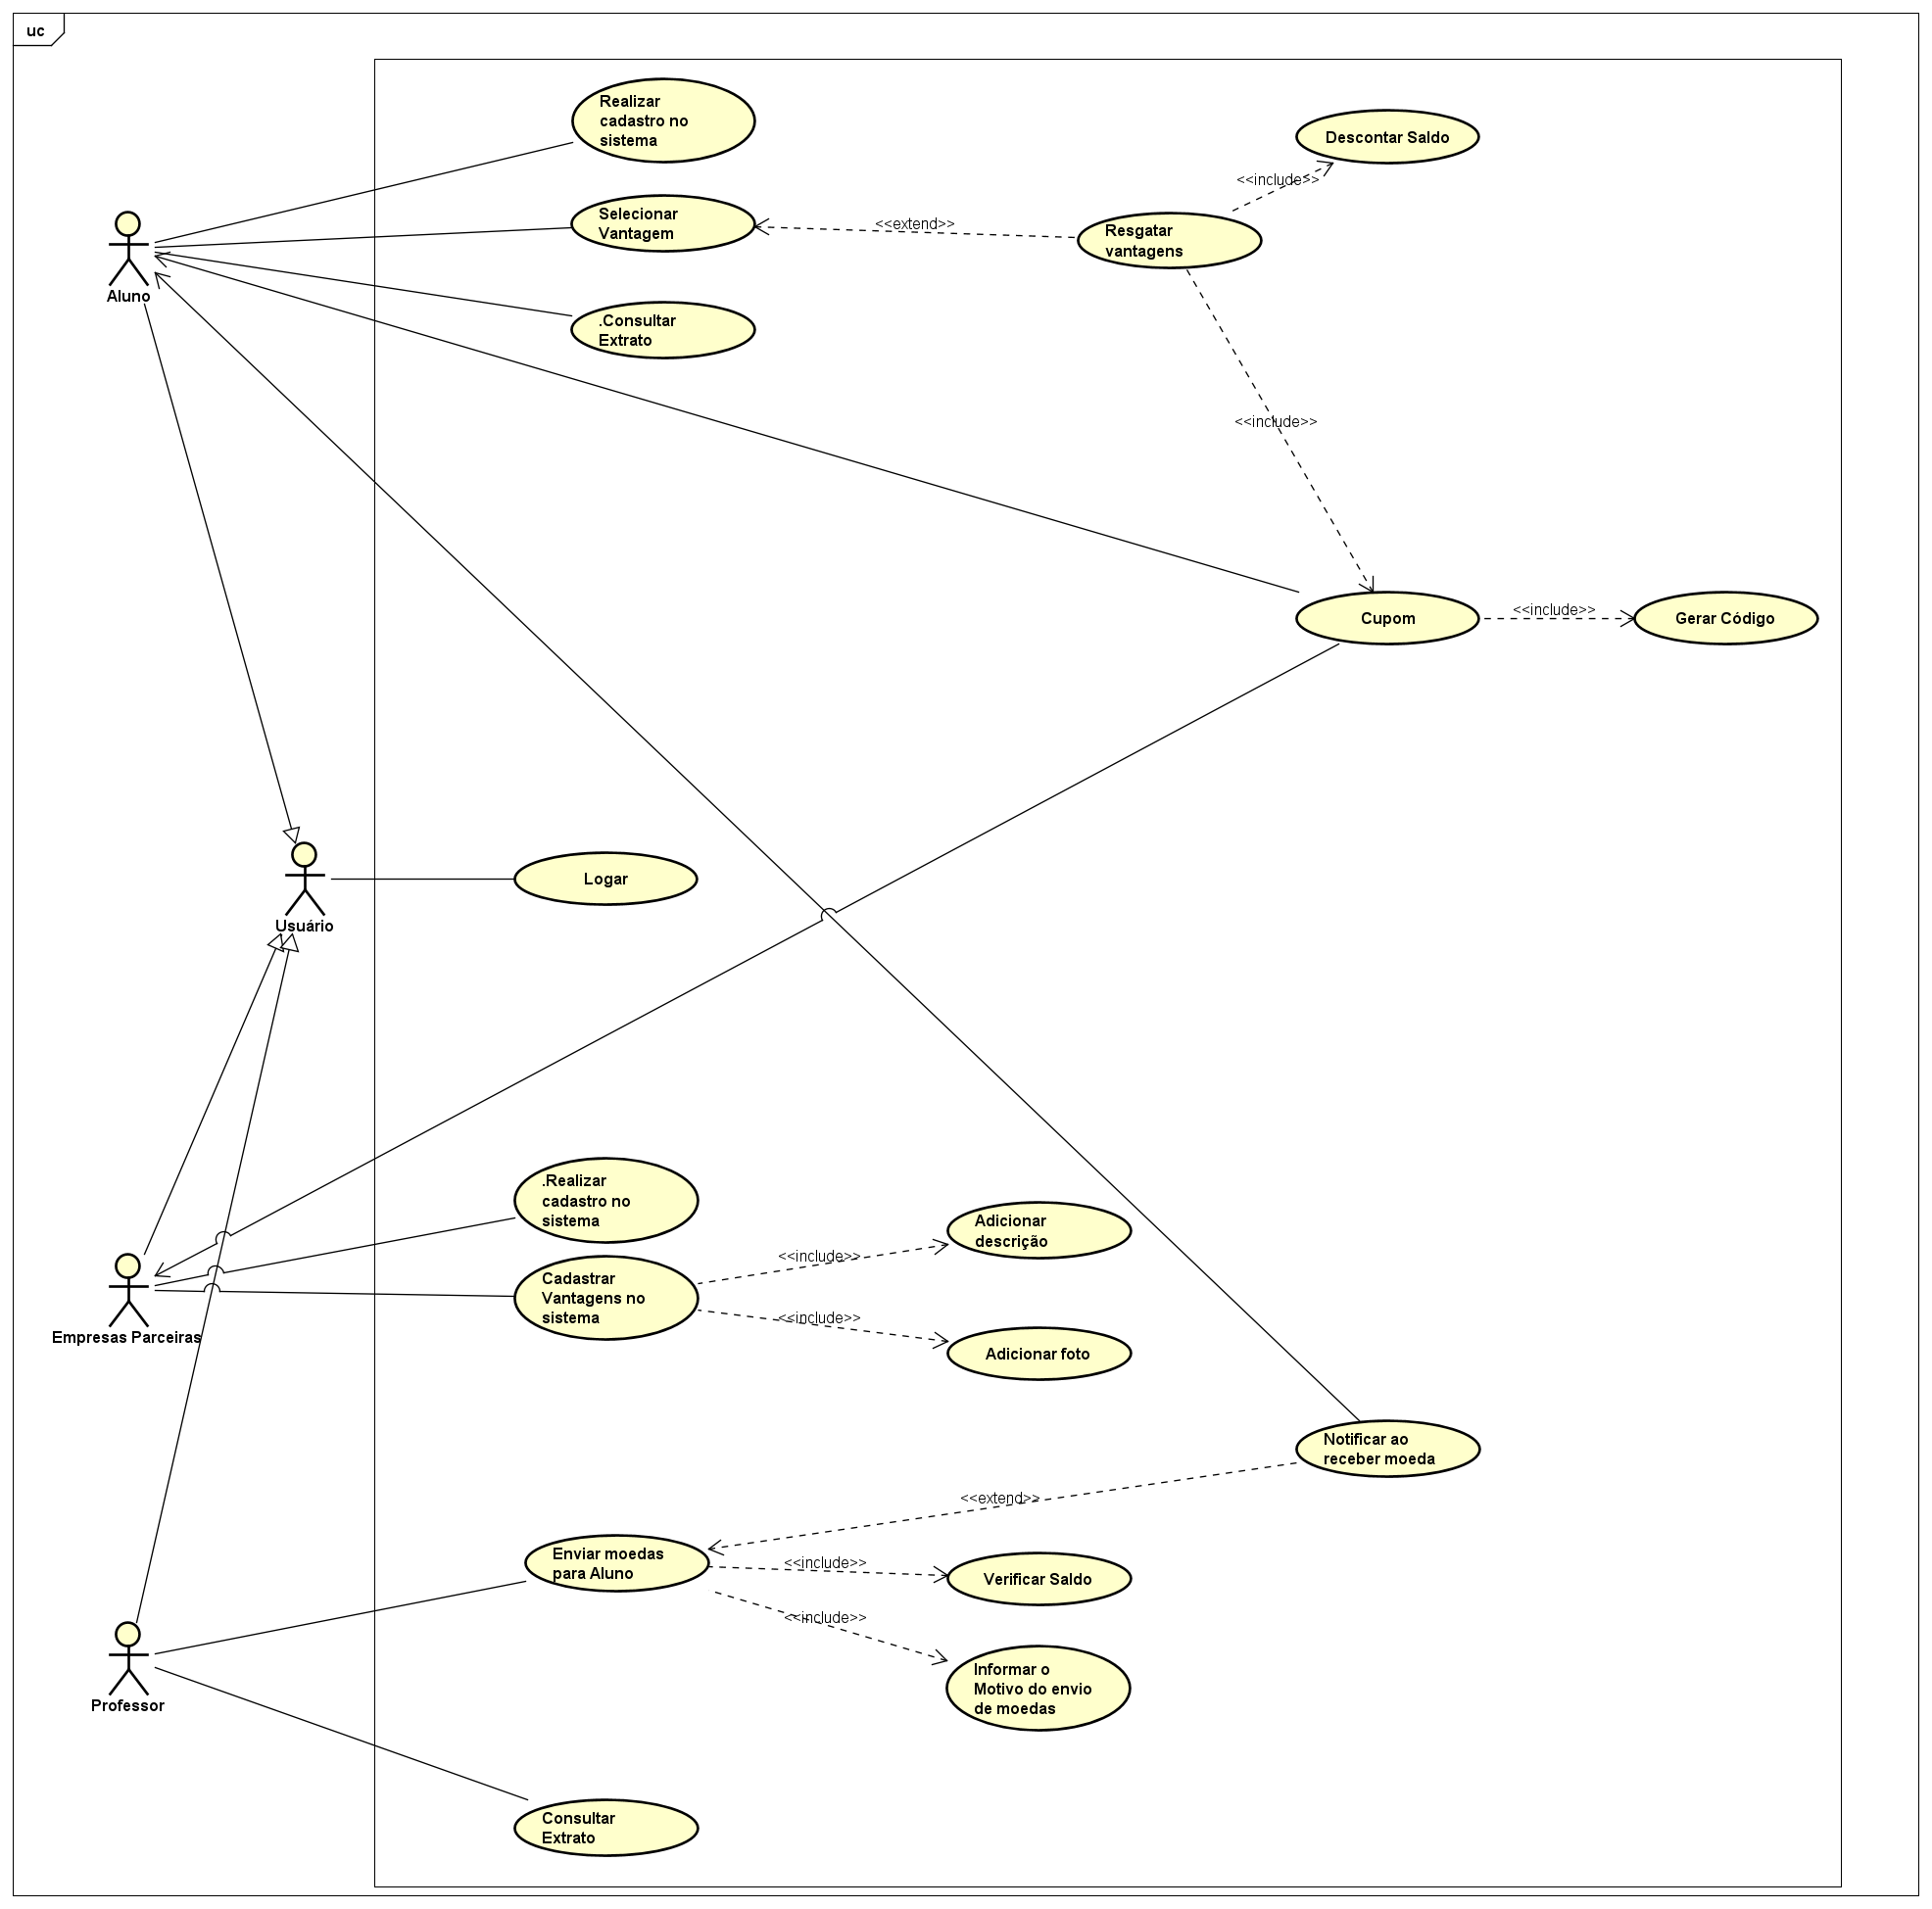 uc
Realizar
cadastro no
sistema
Descontar Saldo
<<include>>
Selecionar
Vantagem
<<extend>>
Resgatar
vantagens
Aluno
.Consultar
Extrato
<<include>>
Cupom
<<include>>
Gerar Código
Logar
Usuário
.Realizar
cadastro no
sistema
Adicionar
descrição
<<include>>
Cadastrar
Vantagens no
sistema
<<include>>
Empresas Parceiras
Adicionar foto
Notificar ao
receber moeda
<<extend>>
Enviar moedas
para Aluno
<<include>>
Verificar Saldo
<<include>>
Informar o
Motivo do envio
de moedas
Professor
Consultar
Extrato